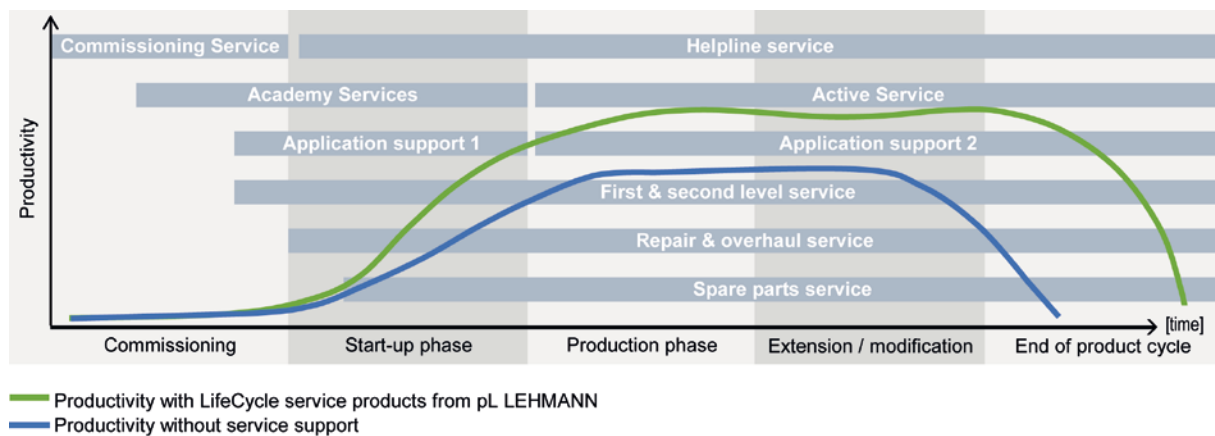 Commissioning Service
Helpline service
Academy Services
Active Service
Application support 1
Application support 2
First & second level service
Repair & overhaul service
Spare parts service
Productivity
[time]
Commissioning
Start-up phase
Production phase
Extension / modification
End of product cycle
Productivity with LifeCycle service products from pL LEHMANN
Productivity without service support